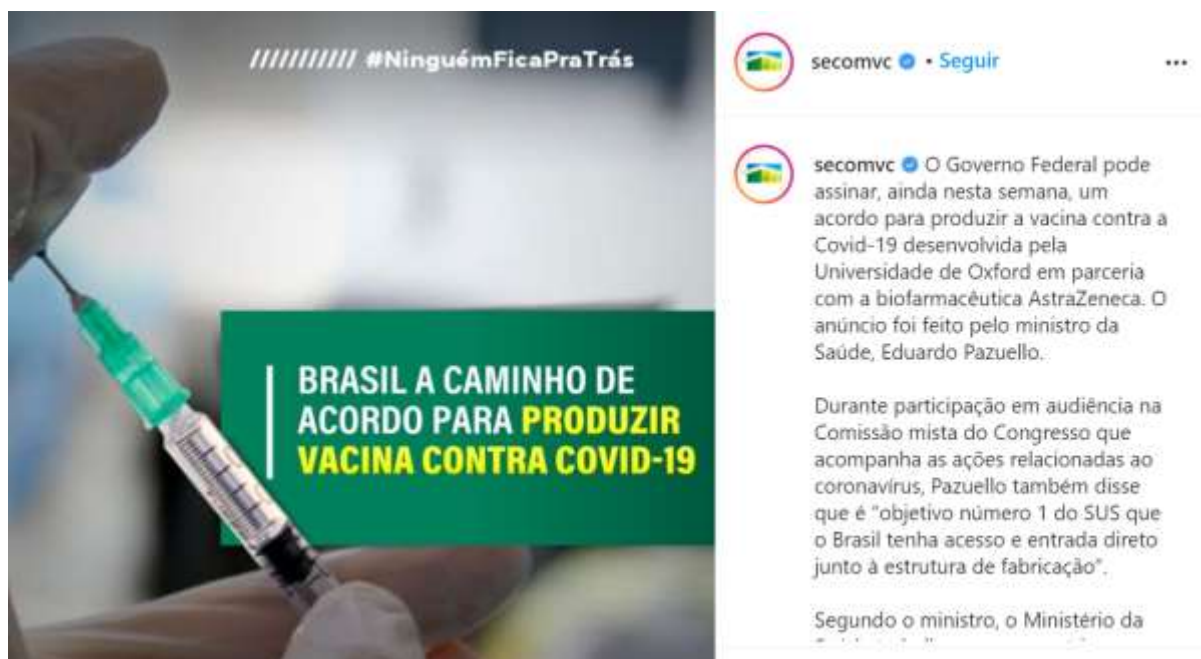 /////////// #NinguémFicaPraTrás
BRASIL A CAMINHO DE
ACORDO PARA PRODUZIR
VACINA CONTRA COVID-19
secomvc • Seguir
...
secomvc O Governo Federal pode
assinar, ainda nesta semana, um
acordo para produzir a vacina contra a
Covid-19 desenvolvida pela
Universidade de Oxford em parceria
com a biofarmacêutica AstraZeneca. O
anúncio foi feito pelo ministro da
Saúde, Eduardo Pazuello.
Durante participação em audiência na
Comissão mista do Congresso que
acompanha as ações relacionadas ao
coronavírus, Pazuello também disse
que é "objetivo número 1 do SUS que
o Brasil tenha acesso e entrada direto
junto à estrutura de fabricação".
Segundo o ministro, o Ministério da